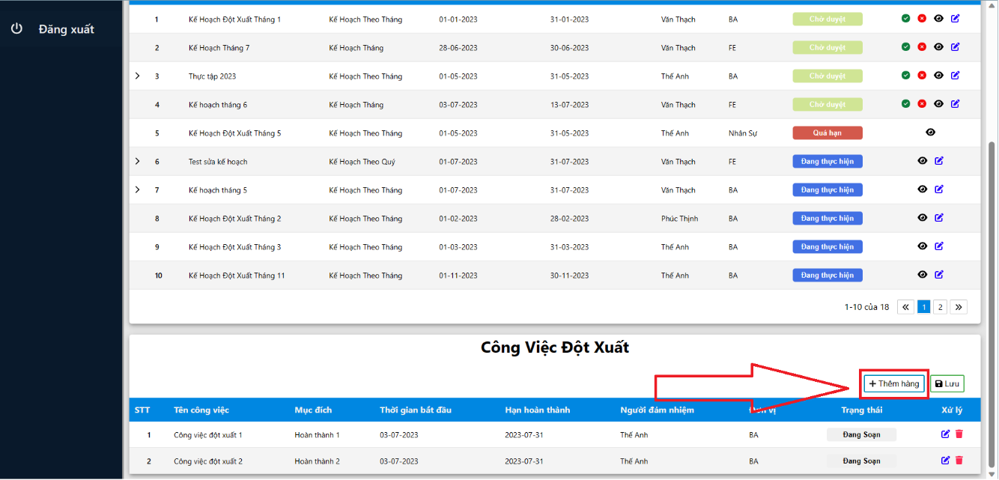 Đăng xuất
1 Kế Hoạch Đột Xuất Tháng 1 Kế Hoạch Theo Tháng 01-01-2023 31-01-2023 Văn Thạch BA Chờ duyệt
2 Kế Hoạch Tháng 7 Kế Hoạch Tháng 28-06-2023 30-06-2023 Văn Thạch FE Chờ duyệt
3 Thực tập 2023 Kế Hoạch Theo Tháng 01-05-2023 31-05-2023 Thế Anh BA Chờ duyệt
4 Kế hoạch tháng 6 Kế Hoạch Tháng 03-07-2023 13-07-2023 Văn Thạch FE Chờ duyệt
5 Kế Hoạch Đột Xuất Tháng 5 Kế Hoạch Theo Tháng 01-05-2023 31-05-2023 Thế Anh Nhân Sự Quá hạn
6 Test sửa kế hoạch Kế Hoạch Theo Quý 01-07-2023 31-07-2023 Văn Thạch FE Đang thực hiện
7 Kế hoạch tháng 5 Kế Hoạch Theo Tháng 01-07-2023 31-07-2023 Văn Thạch BA Đang thực hiện
8 Kế Hoạch Đột Xuất Tháng 2 Kế Hoạch Theo Tháng 01-02-2023 28-02-2023 Phúc Thịnh BA Đang thực hiện
9 Kế Hoạch Đột Xuất Tháng 3 Kế Hoạch Theo Tháng 01-03-2023 31-03-2023 Thế Anh BA Đang thực hiện
10 Kế Hoạch Đột Xuất Tháng 11 Kế Hoạch Theo Tháng 01-11-2023 30-11-2023 Thế Anh BA Đang thực hiện
1-10 của 18 « 1 2 »
Công Việc Đột Xuất
+ Thêm hàng Lưu
STT Tên công việc Mục đích Thời gian bắt đầu Hạn hoàn thành Người đảm nhiệm Đơn vị Trạng thái Xử lý
1 Công việc đột xuất 1 Hoàn thành 1 03-07-2023 2023-07-31 Thế Anh BA Đang Soạn
2 Công việc đột xuất 2 Hoàn thành 2 03-07-2023 2023-07-31 Thế Anh BA Đang Soạn